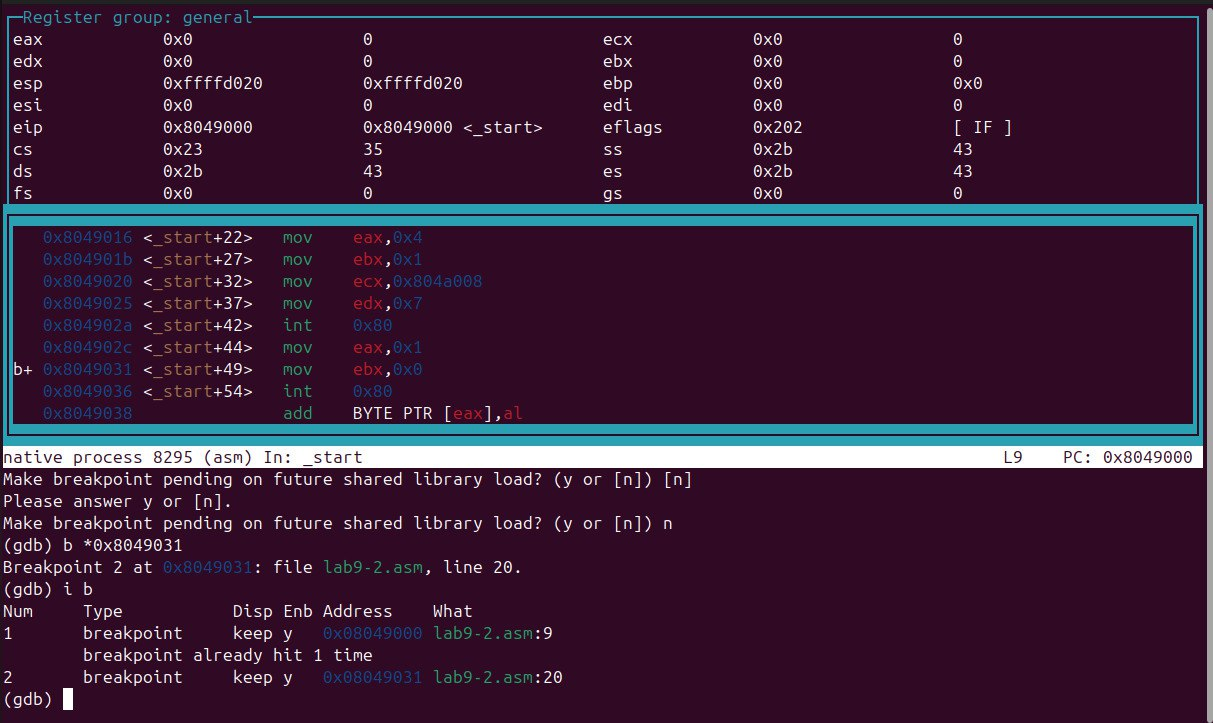 Register group: general
eax 0x0 0 ecx 0x0 0
edx 0x0 0 ebx 0x0 0
esp 0xffffd020 0xffffd020 ebp 0x0 0x0
esi 0x0 0 edi 0x0 0
eip 0x8049000 0x8049000 <_start> eflags 0x202 [ IF ]
cs 0x23 35 ss 0x2b 43
ds 0x2b 43 es 0x2b 43
fs 0x0 0 gs 0x0 0
0x8049016 <_start+22> mov eax,0x4
0x804901b <_start+27> mov ebx,0x1
0x8049020 <_start+32> mov ecx,0x804a008
0x8049025 <_start+37> mov edx,0x7
0x804902a <_start+42> int 0x80
0x804902c <_start+44> mov eax,0x1
b+ 0x8049031 <_start+49> mov ebx,0x0
0x8049036 <_start+54> int 0x80
0x8049038 add BYTE PTR [eax],al
native process 8295 (asm) In: _start L9 PC: 0x8049000
Make breakpoint pending on future shared library load? (y or [n]) [n]
Please answer y or [n].
Make breakpoint pending on future shared library load? (y or [n]) n
(gdb) b *0x8049031
Breakpoint 2 at 0x8049031: file lab9-2.asm, line 20.
(gdb) i b
Num Type Disp Enb Address What
1 breakpoint keep y 0x08049000 lab9-2.asm:9
breakpoint already hit 1 time
2 breakpoint keep y 0x08049031 lab9-2.asm:20
(gdb)